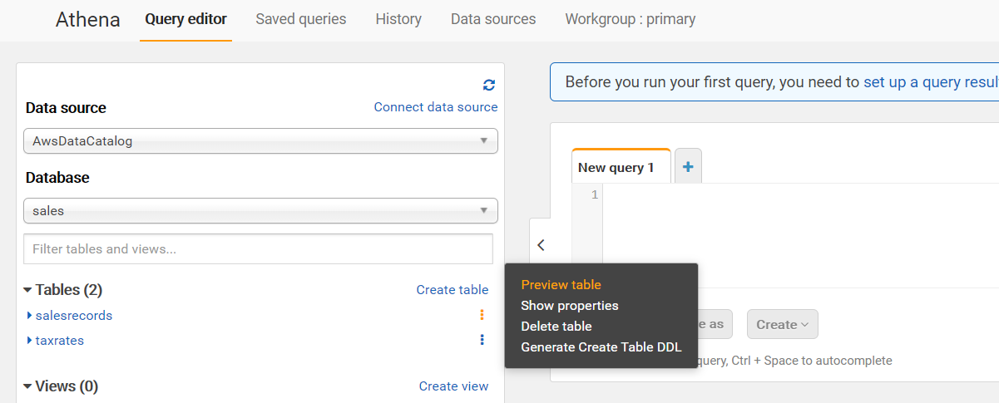 Athena Query editor Saved queries History Data sources Workgroup : primary
Data source
Connect data source
AwsDataCatalog
Database
sales
Filter tables and views...
Tables (2)
Create table
salesrecords
taxrates
Views (0)
Create view
Before you run your first query, you need to set up a query resul
New query 1
1
Preview table
Show properties
Delete table
Generate Create Table DDL
e as
Create
query, Ctrl + Space to autocomplete